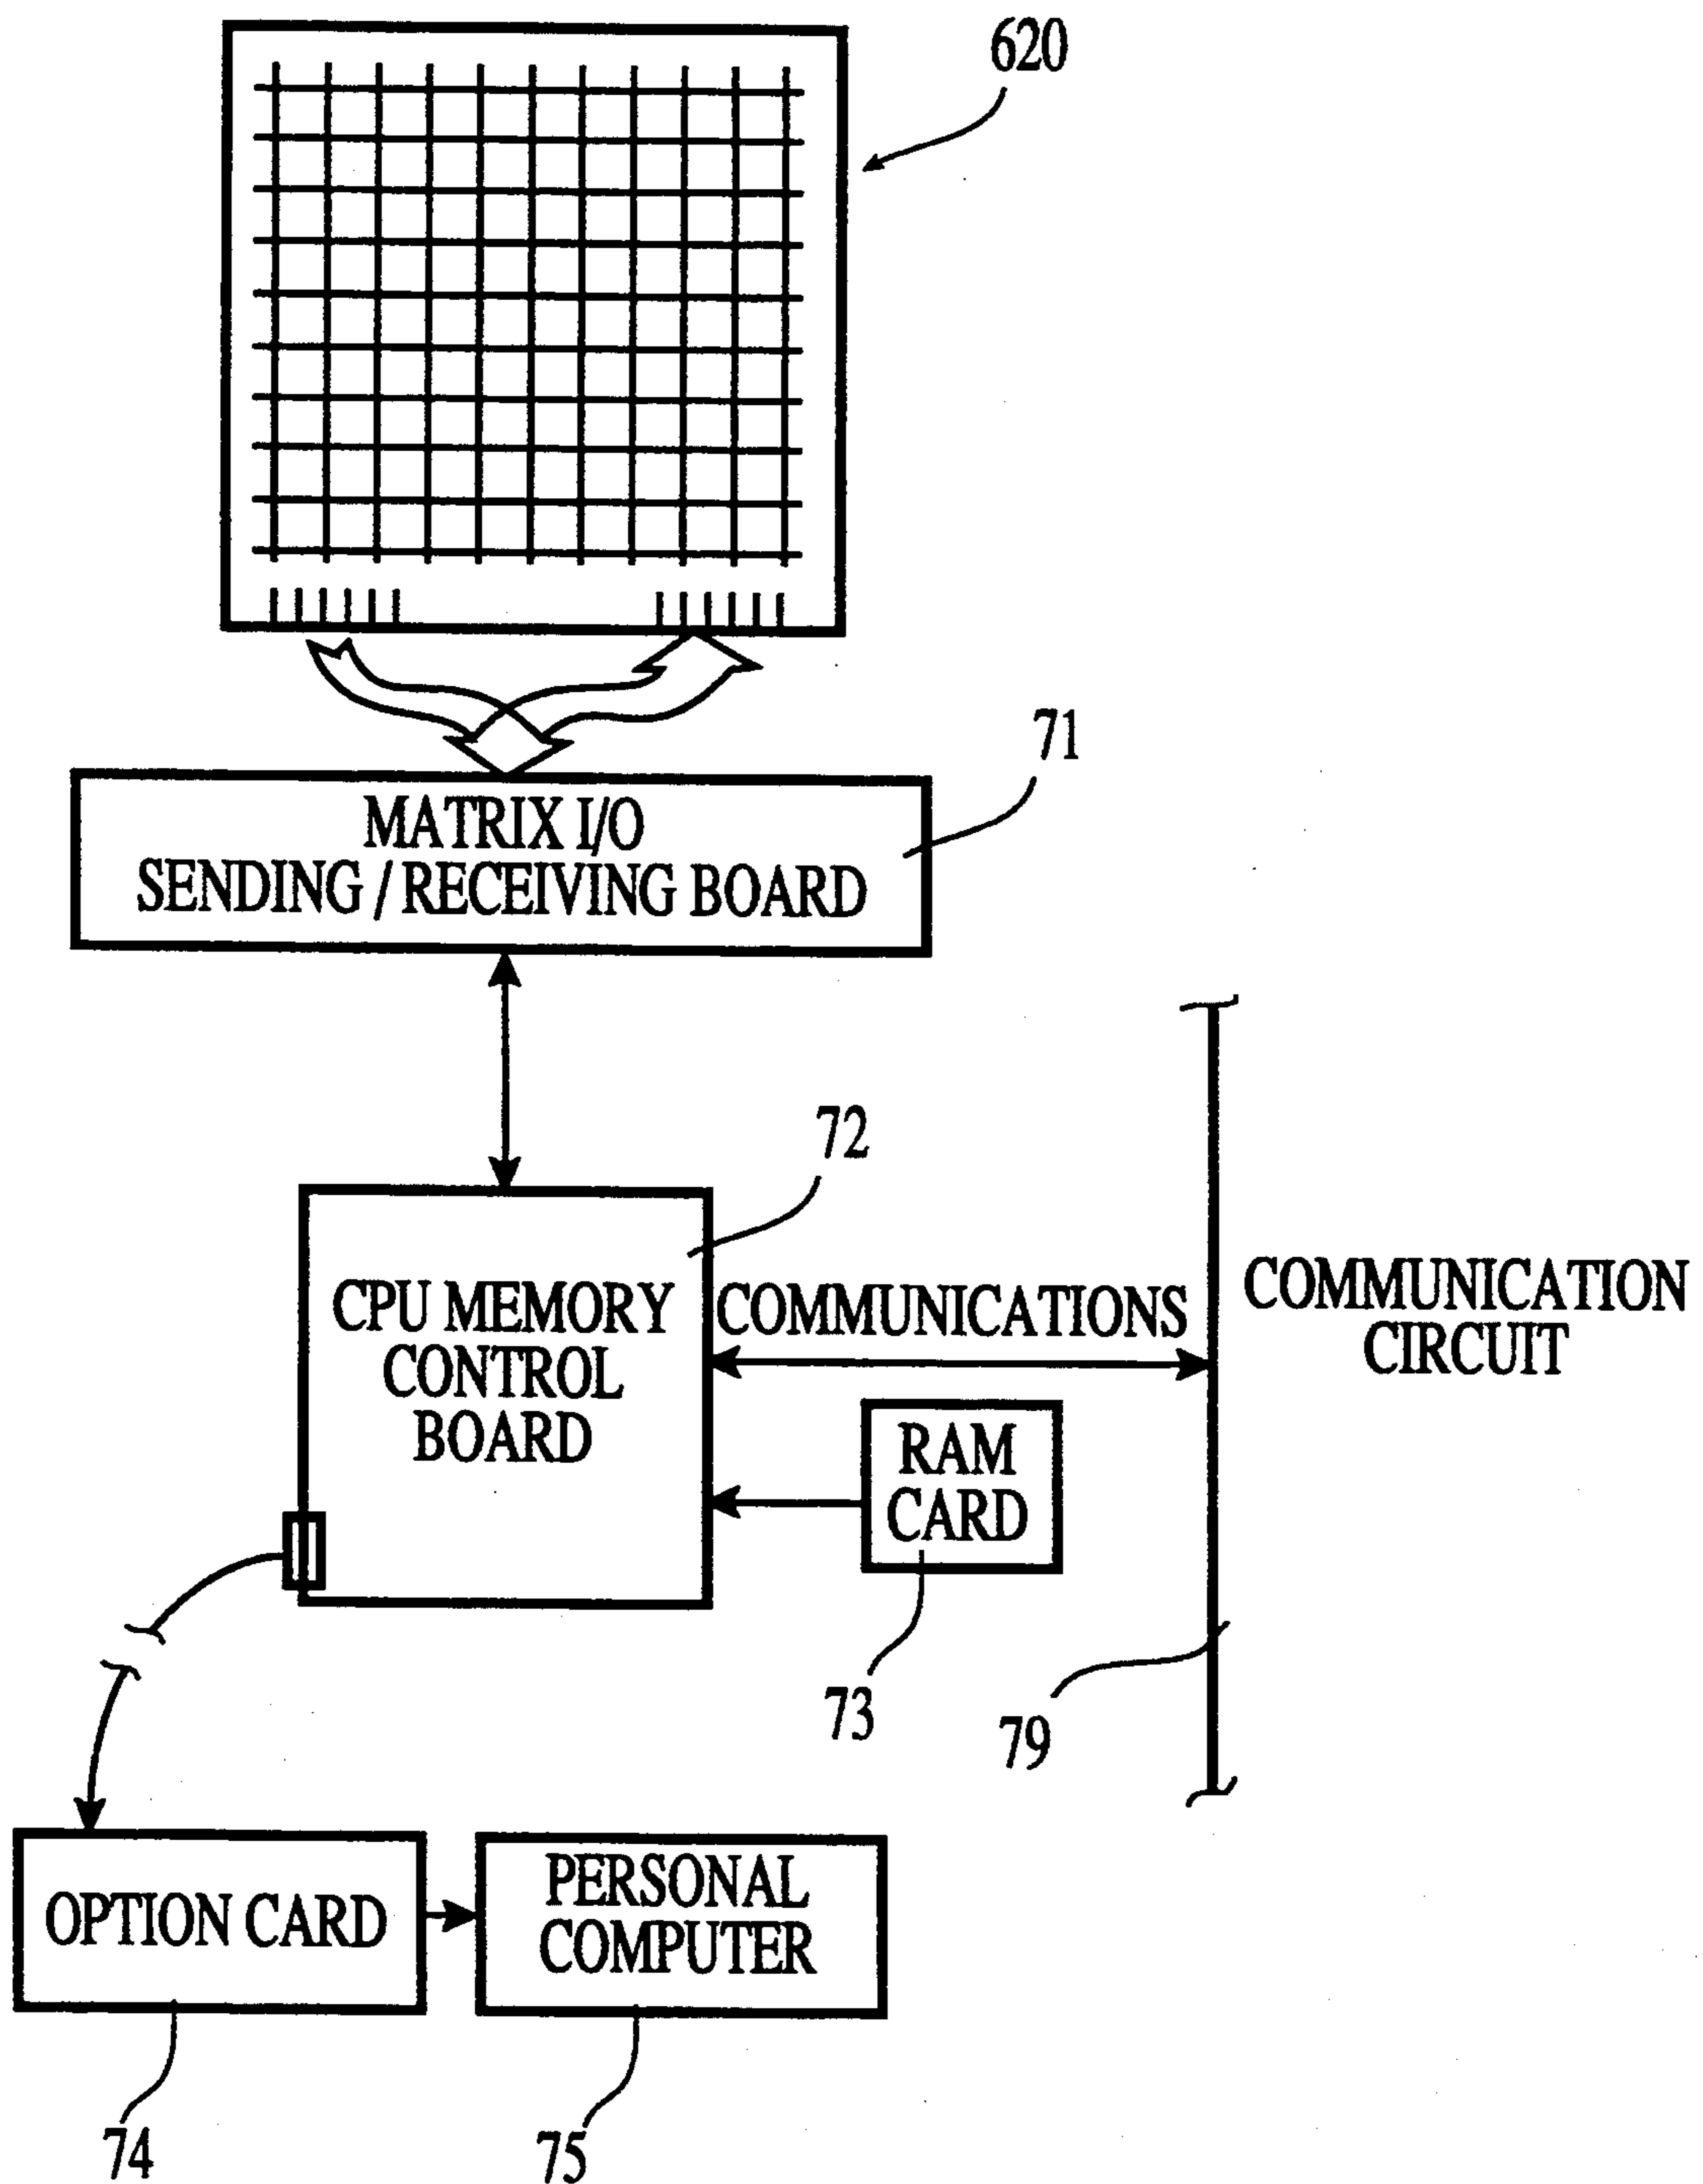 620
71
MATRIX I/O
SENDING / RECEIVING BOARD
72
CPU MEMORY
CONTROL
BOARD
COMMUNICATIONS
COMMUNICATION
CIRCUIT
RAM
CARD
73
79
OPTION CARD
PERSONAL
COMPUTER
74
75